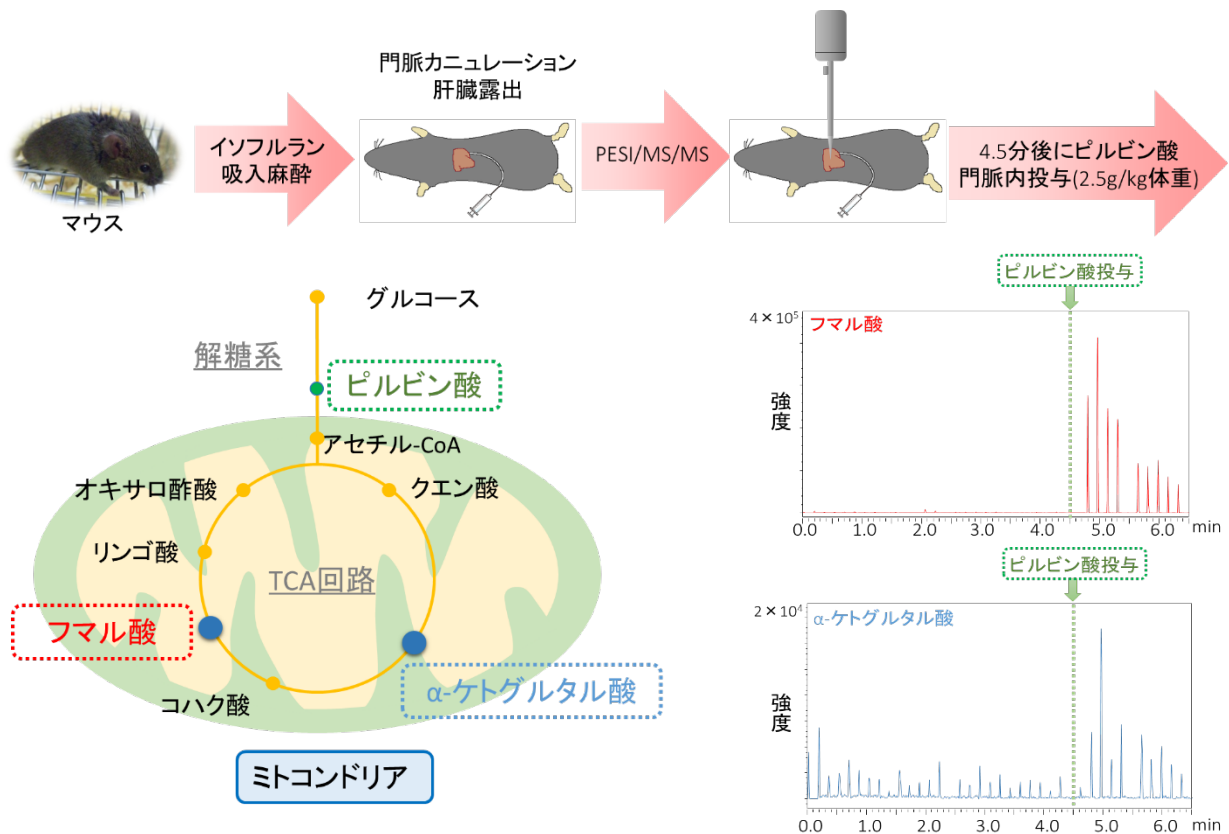 マウス
イソフルラン
吸入麻酔
門脈カニュレーション
肝臓露出
PESI/MS/MS
4.5分後にピルビン酸
門脈内投与(2.5g/kg体重)
グルコース
解糖系
ピルビン酸
アセチル-CoA
オキサロ酢酸
クエン酸
リンゴ酸
TCA回路
フマル酸
α-ケトグルタル酸
コハク酸
ミトコンドリア
ピルビン酸投与
4×10⁵
フマル酸
強度
0.0 1.0 2.0 3.0 4.0 5.0 6.0 min
ピルビン酸投与
2×10⁴
α-ケトグルタル酸
強度
0.0 1.0 2.0 3.0 4.0 5.0 6.0 min